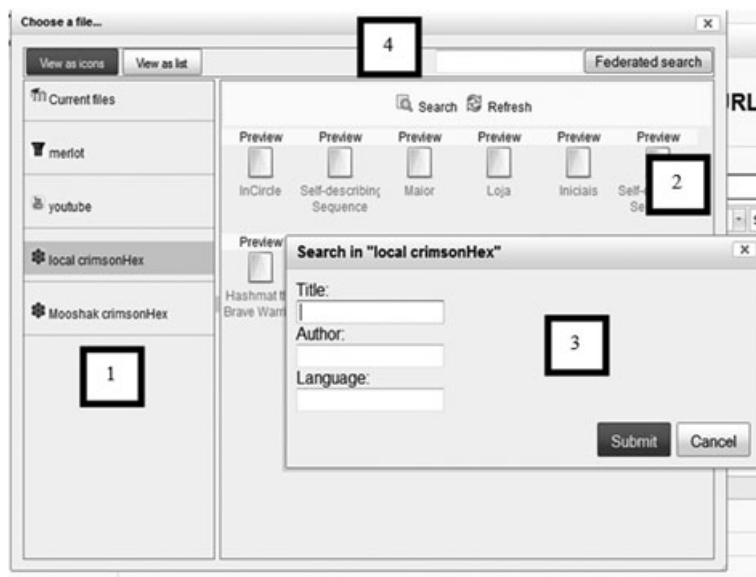 Choose a file...
4
View as icons View as list Federated search
Current files
Search Refresh
Preview Preview Preview Preview Preview Preview
merlot
InCircle Self-describing Maior Loja Iniciais
Sequence
2
youtube
Preview
Search in "local crimsonHex"
local crimsonHex
Title:
Hashmat
Brave
Mooshak crimsonHex
Author:
3
1
Language:
Submit Cancel